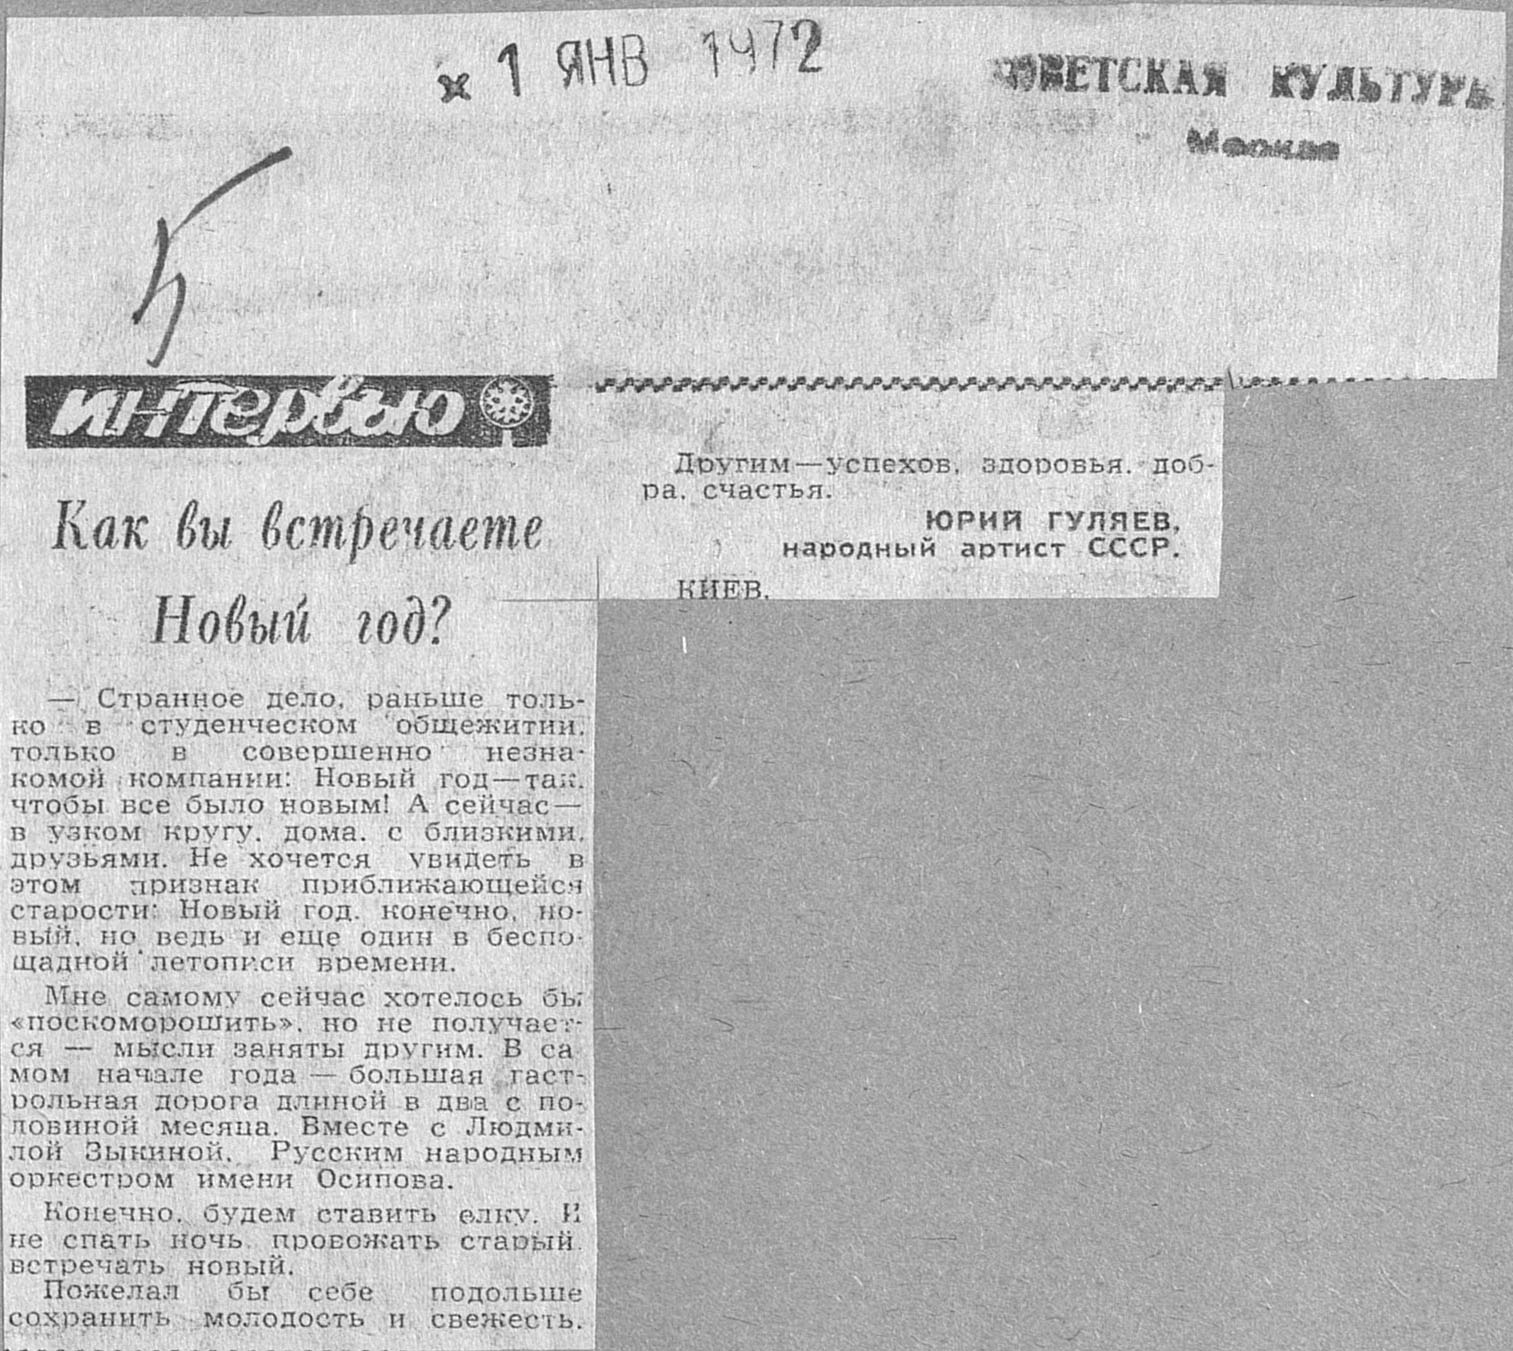 1 ЯНВ 1972
СОВЕТСКАЯ КУЛЬТУРА
Москва
интервью
Как вы встречаете
Новый год?
— Странное дело, раньше толь-
ко в студенческом общежитии,
только в совершенно незна-
комой компании: Новый год—так,
чтобы все было новым! А сейчас—
в узком кругу, дома, с близкими,
друзьями. Не хочется увидеть в
этом признак приближающейся
старости: Новый год, конечно, но-
вый, но ведь и еще один в беспо-
щадной летописи времени.
Мне самому сейчас хотелось бы
«поскоморошить», но не получает-
ся — мысли заняты другим. В са
мом начале года — большая гаст-
рольная дорога длиной в два с по-
ловиной месяца. Вместе с Людми-
лой Зыкиной, Русским народным
оркестром имени Осипова.
Конечно, будем ставить елку. И
не спать ночь, провожать старый,
встречать новый.
Пожелал бы себе подольше
сохранить молодость и свежесть.
Другим—успехов, здоровья, доб-
ра, счастья.
ЮРИЙ ГУЛЯЕВ,
народный артист СССР.
КИЕВ.